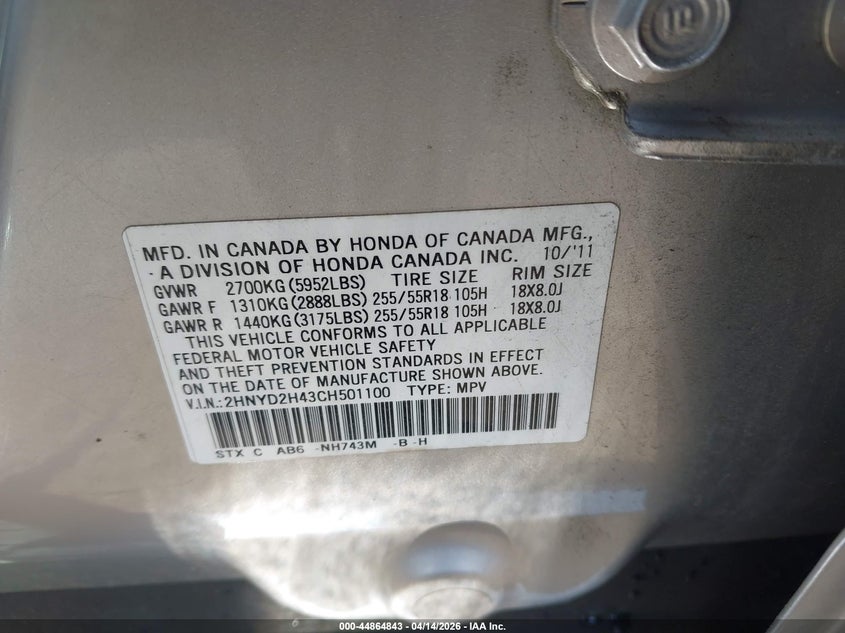 MFD. IN CANADA BY HONDA OF CANADA MFG.,
A DIVISION OF HONDA CANADA INC. 10/'11
GVWR 2700KG(5952LBS) TIRE SIZE RIM SIZE
GAWR F 1310KG(2888LBS) 255/55R18 105H 18X8.0J
GAWR R 1440KG(3175LBS) 255/55R18 105H 18X8.0J
THIS VEHICLE CONFORMS TO ALL APPLICABLE
FEDERAL MOTOR VEHICLE SAFETY
AND THEFT PREVENTION STANDARDS IN EFFECT
ON THE DATE OF MANUFACTURE SHOWN ABOVE.
V.I.N.:2HNYD2H43CH501100 TYPE: MPV
STX C AB6 -NH743M -B -H
000-44864843 04/14/2026 - IAA Inc.